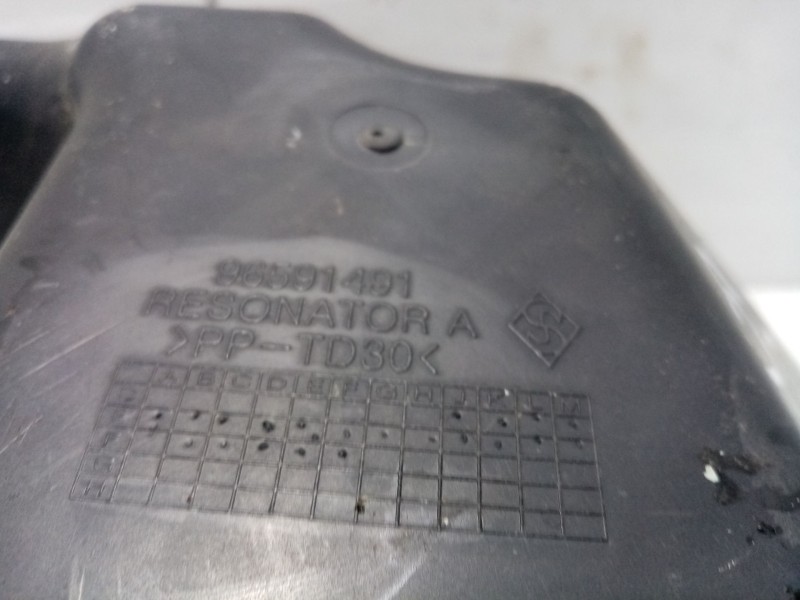 96591491
RESONATOR A
>PP-TD30<
A B C D E F G H J K L M